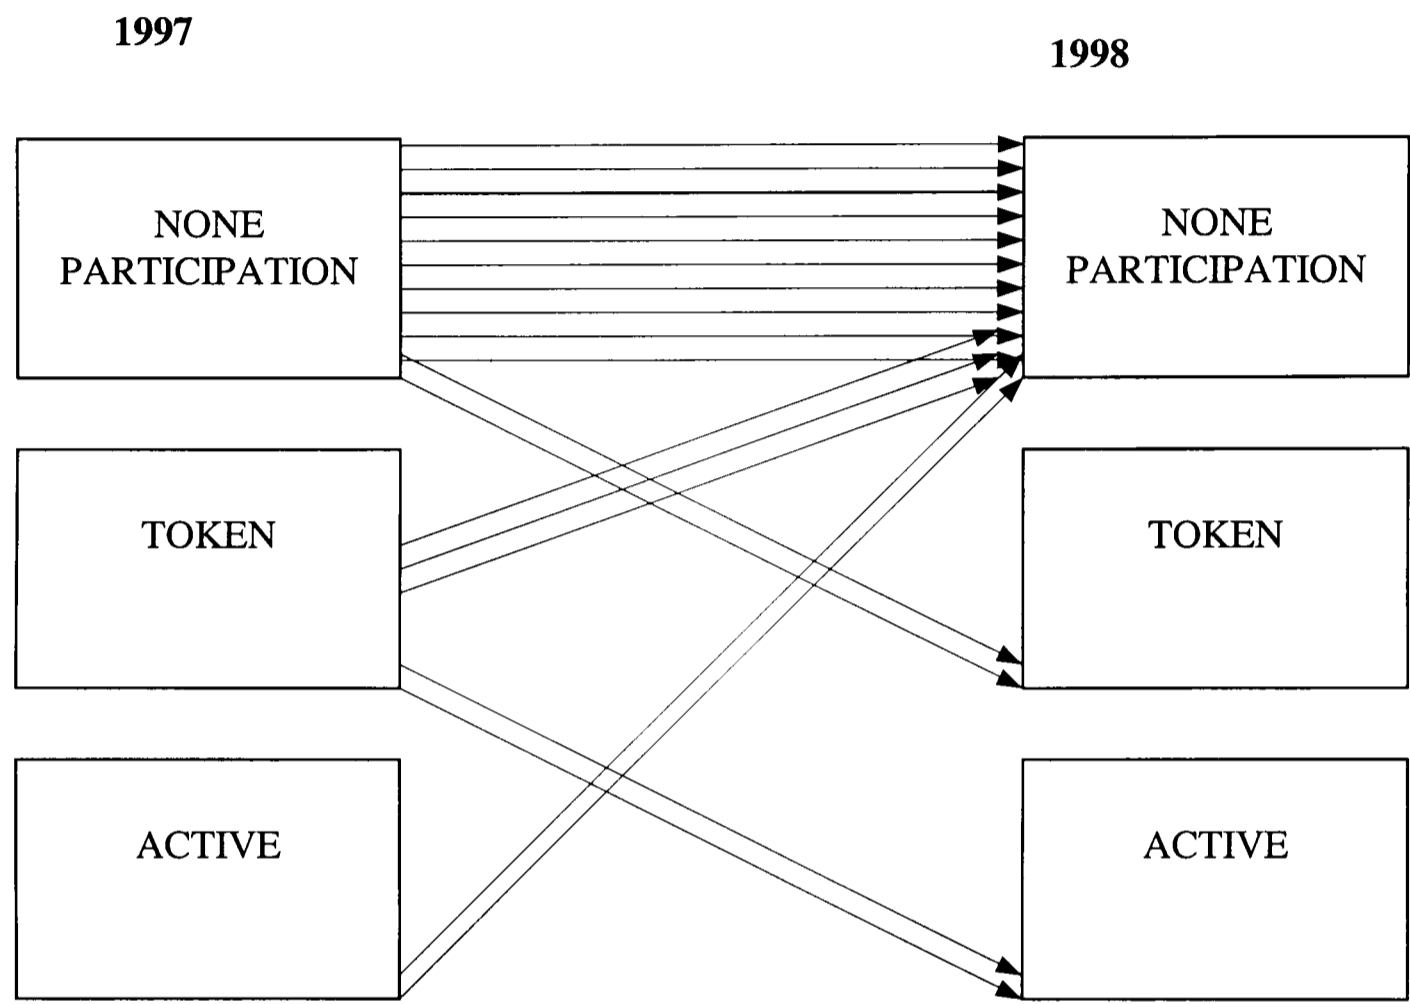 1997
1998
NONE
PARTICIPATION
NONE
PARTICIPATION
TOKEN
TOKEN
ACTIVE
ACTIVE